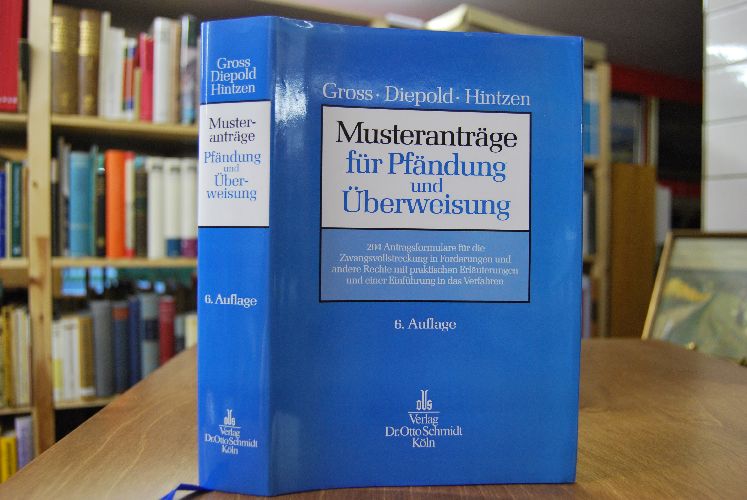 Gross
Diepold
Hintzen
Muster-
anträge
Pfändung
und
Über-
weisung
6. Auflage
ovs
Verlag
Dr. Otto Schmidt
Köln
Gross · Diepold · Hintzen
Musteranträge
für Pfändung
und
Überweisung
204 Antragsformulare für die
Zwangsvollstreckung in Forderungen und
andere Rechte mit praktischen Erläuterungen
und einer Einführung in das Verfahren
6. Auflage
ovs
Verlag
Dr. Otto Schmidt
Köln